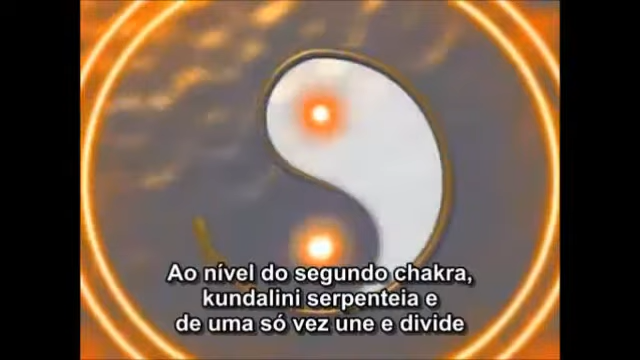 Ao nível do segundo chakra,
kundalini serpenteia e
de uma só vez une e divide